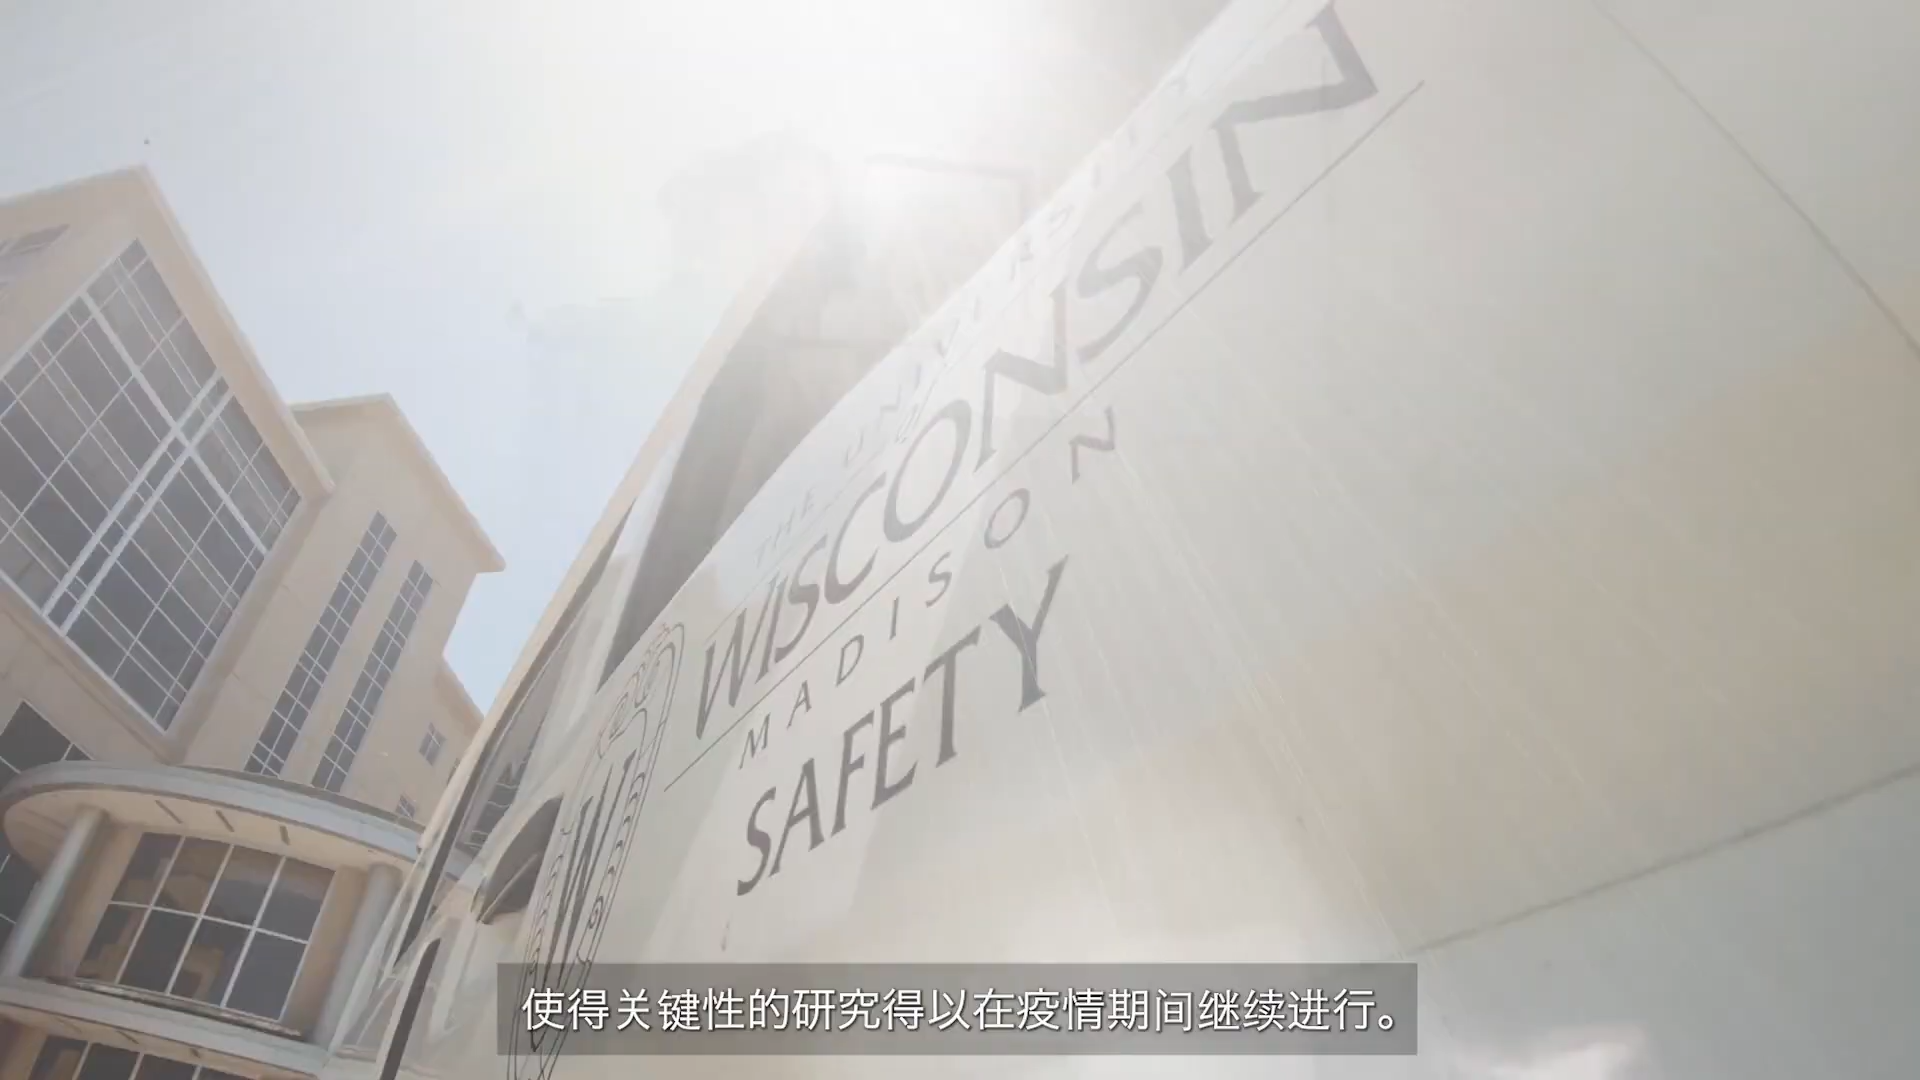 THE UNIVERSITY
WISCONSIN
MADISON
SAFETY
W
使得关键性的研究得以在疫情期间继续进行。